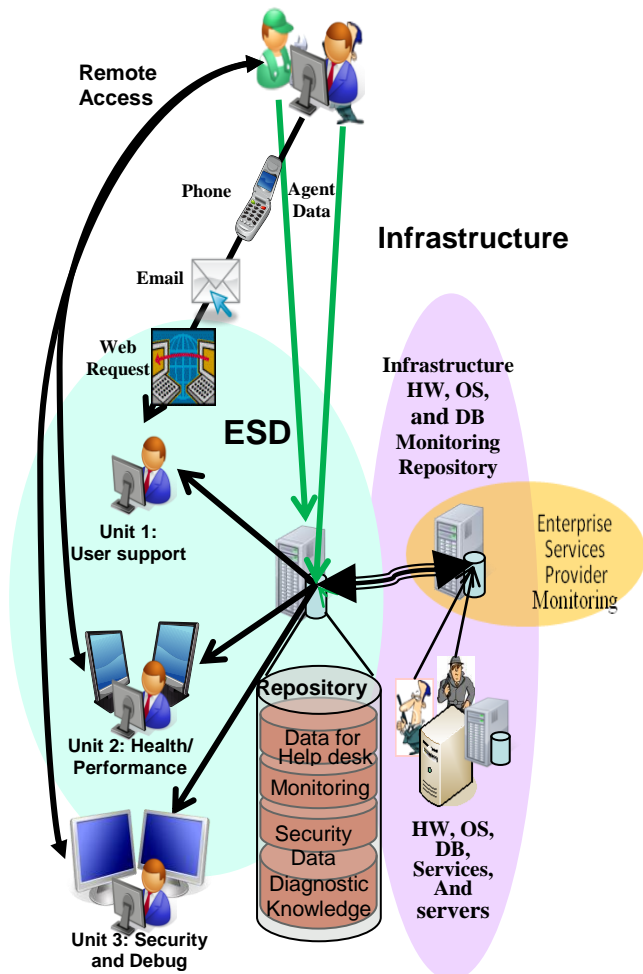 Remote
Access
Phone
Agent
Data
Infrastructure
Email
Web
Request
Infrastructure
HW, OS,
and DB
Monitoring
Repository
ESD
Enterprise
Services
Provider
Monitoring
Unit 1:
User support
Repository
Data for
Help desk
Monitoring
Security
Data
Diagnostic
Knowledge
Unit 2: Health/
Performance
HW, OS,
DB,
Services,
And
servers
Unit 3: Security
and Debug